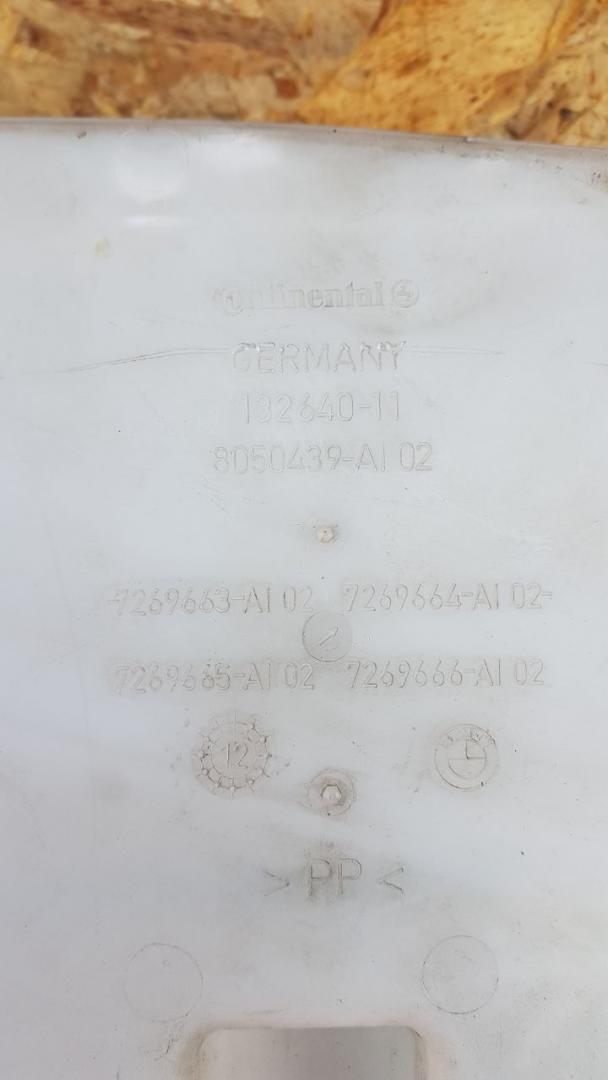 Continental
GERMANY
132640-11
8050439-AI 02
7269663-AI 02 7269664-AI 02
7269665-AI 02 7269666-AI 02
12
> PP <